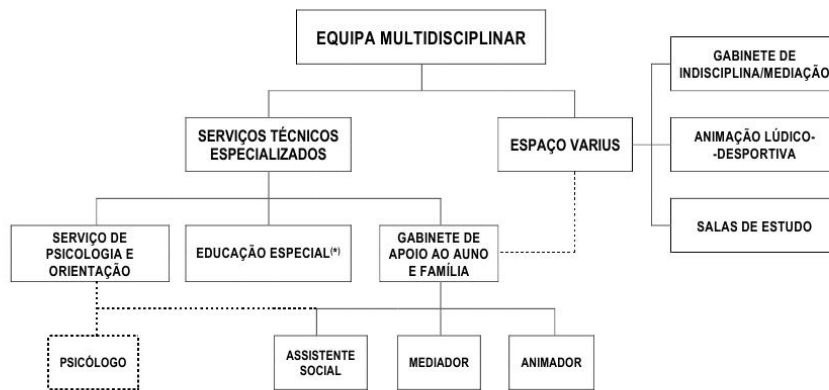 EQUIPA MULTIDISCIPLINAR
GABINETE DE
INDISCIPLINA/MEDIAÇÃO
SERVIÇOS TÉCNICOS
ESPECIALIZADOS
ESPAÇO VARIUS
ANIMAÇÃO LÚDICO-
-DESPORTIVA
SALAS DE ESTUDO
SERVIÇO DE
PSICOLOGIA E
ORIENTAÇÃO
EDUCAÇÃO ESPECIAL(*)
GABINETE DE
APOIO AO AUNO
E FAMÍLIA
PSICÓLOGO
ASSISTENTE
SOCIAL
MEDIADOR
ANIMADOR